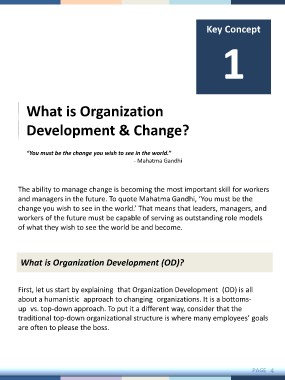 Key Concept
1
What is Organization
Development & Change?
"You must be the change you wish to see in the world."
- Mahatma Gandhi
The ability to manage change is becoming the most important skill for workers
and managers in the future. To quote Mahatma Gandhi, 'You must be the
change you wish to see in the world.' That means that leaders, managers, and
workers of the future must be capable of serving as outstanding role models
of what they wish to see the world be and become.
What is Organization Development (OD)?
First, let us start by explaining that Organization Development (OD) is all
about a humanistic approach to changing organizations. It is a bottoms-
up vs. top-down approach. To put it a different way, consider that the
traditional top-down organizational structure is where many employees' goals
are often to please the boss.
PAGE 4